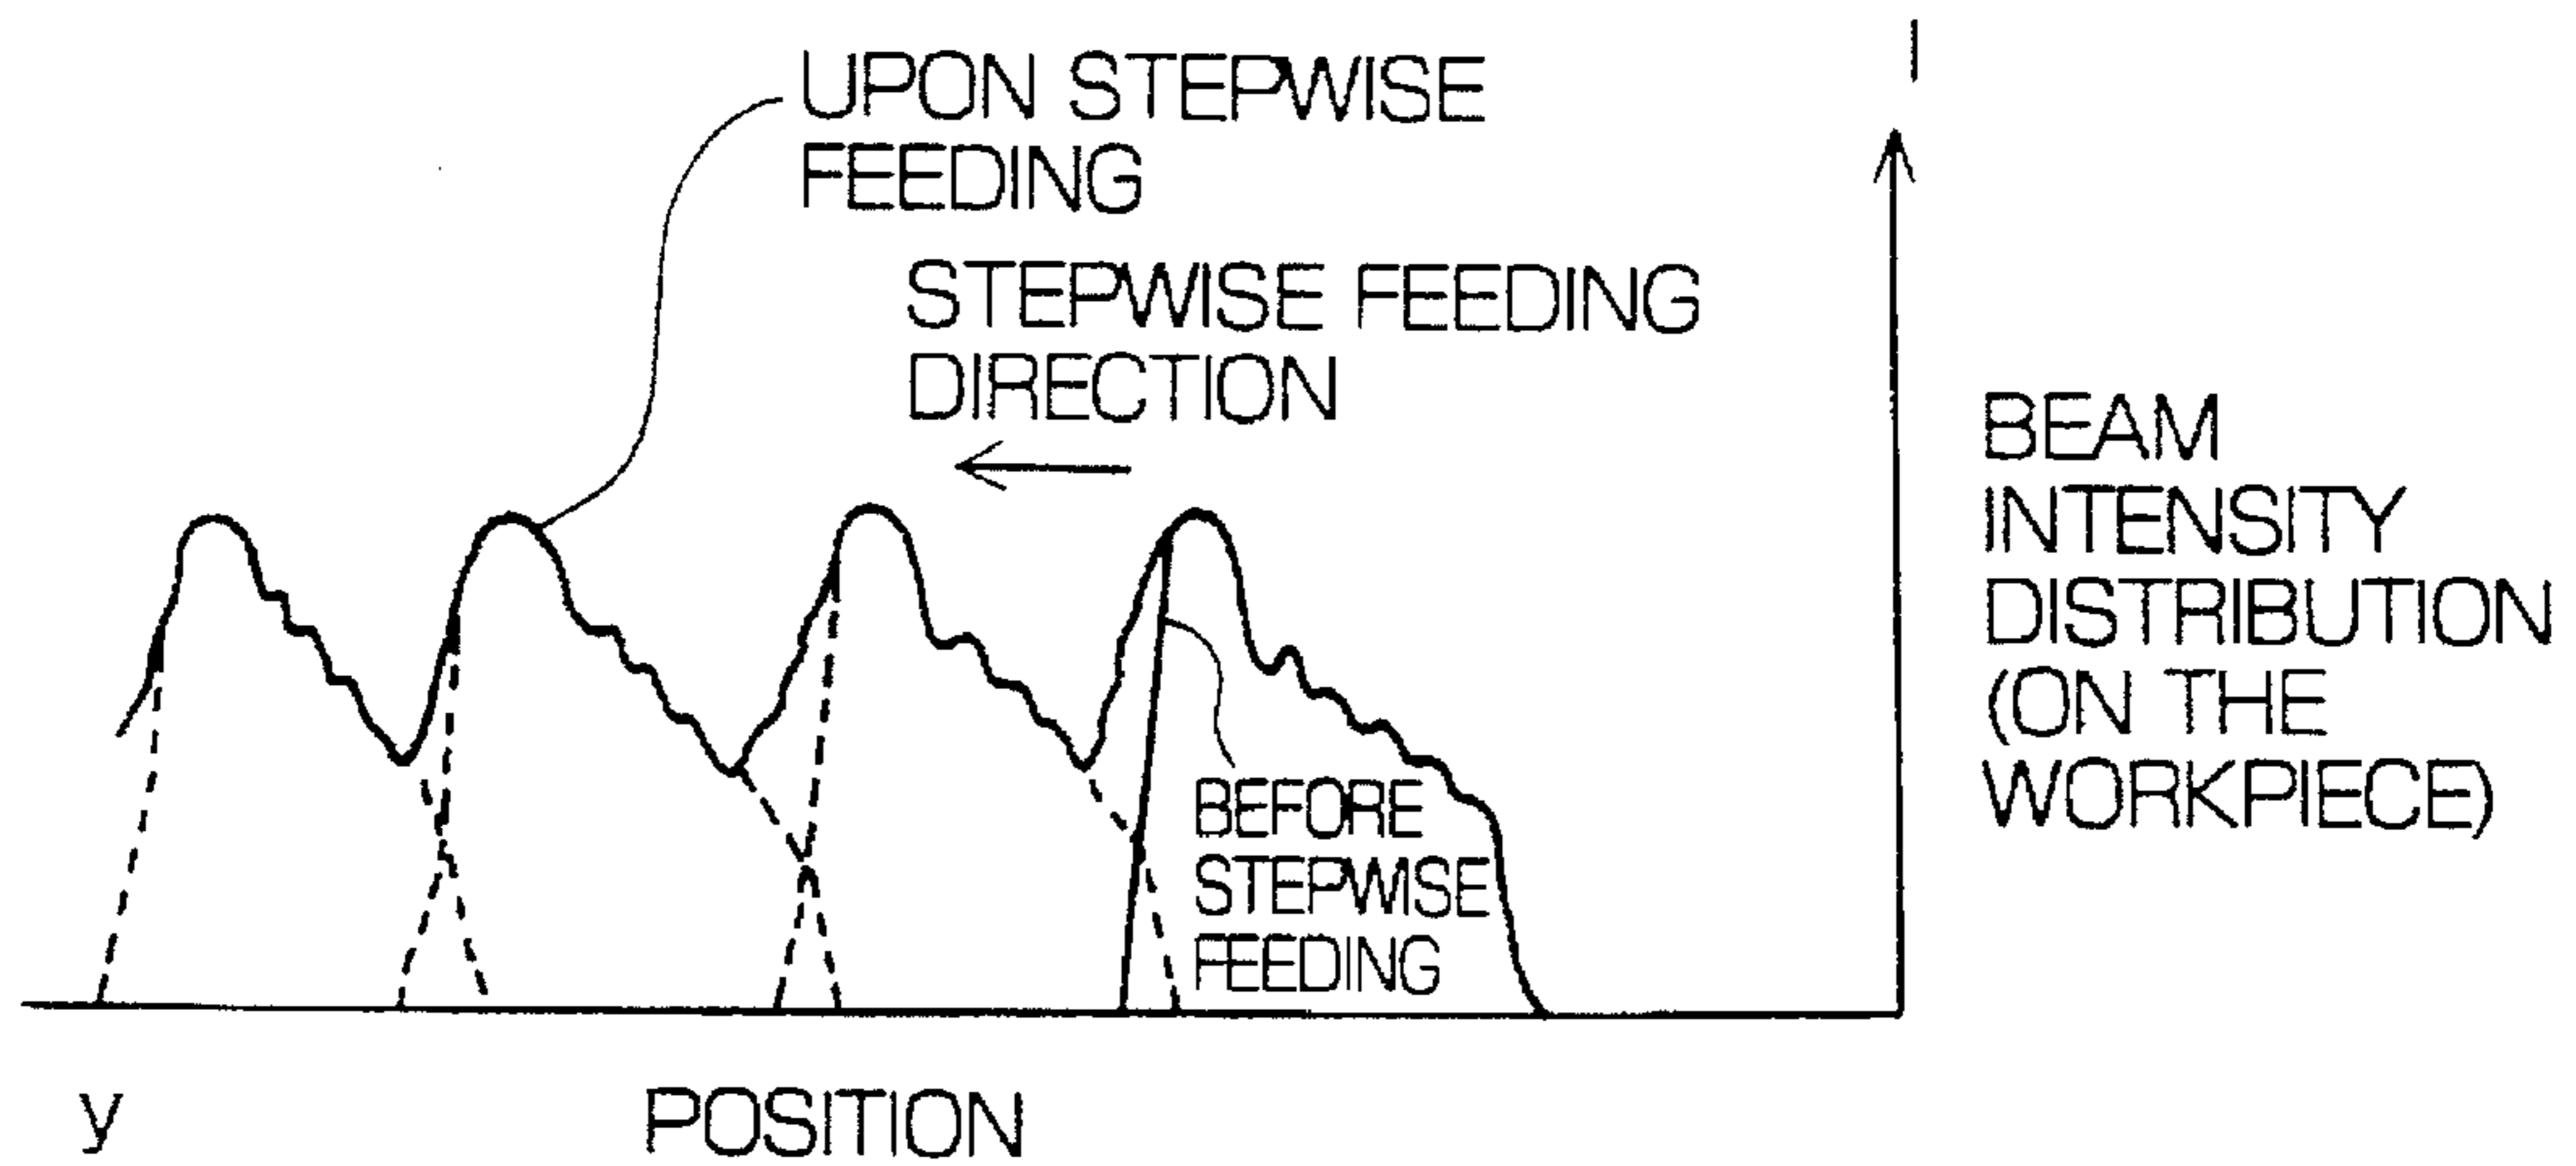 UPON STEPWISE
FEEDING
I
STEPWISE FEEDING
DIRECTION
BEAM
INTENSITY
DISTRIBUTION
(ON THE
WORKPIECE)
BEFORE
STEPWISE
FEEDING
y
POSITION